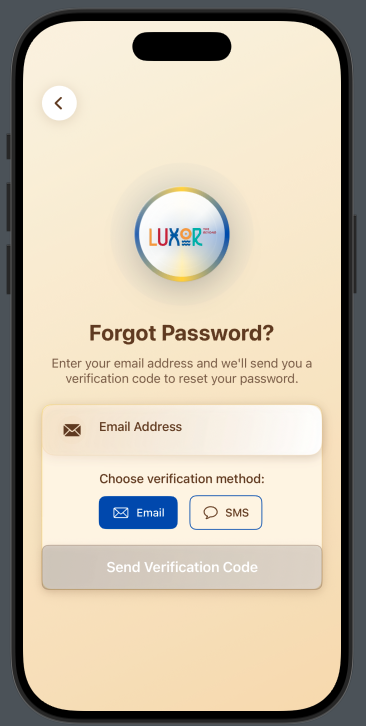 LUXOR
Forgot Password?
Enter your email address and we'll send you a
verification code to reset your password.
Email Address
Choose verification method:
Email
SMS
Send Verification Code